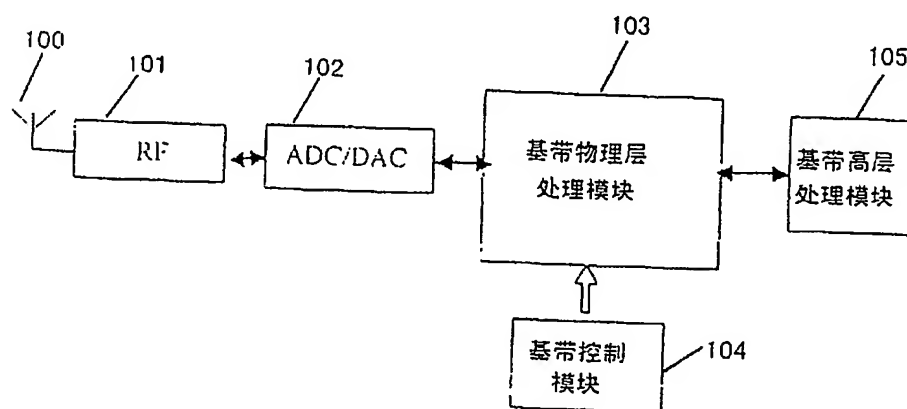 100
101
RF
102
ADC/DAC
103
基带物理层
处理模块
104
基带控制
模块
105
基带高层
处理模块